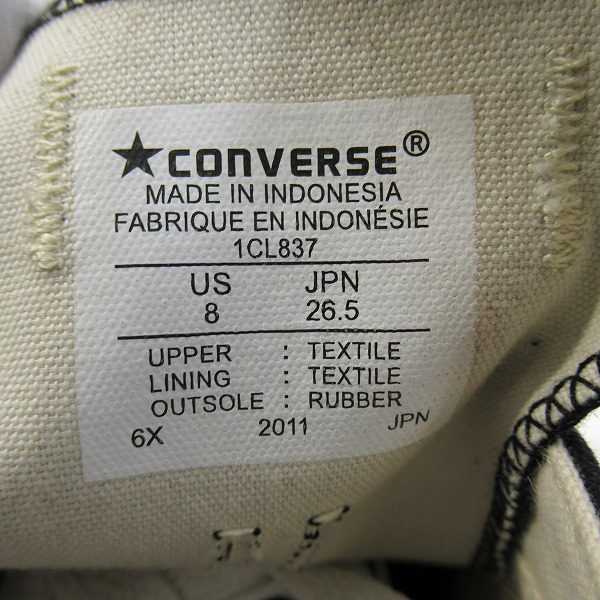 ★CONVERSE®
MADE IN INDONESIA
FABRIQUE EN INDONÉSIE
1CL837
US JPN
8 26.5
UPPER : TEXTILE
LINING : TEXTILE
OUTSOLE : RUBBER
6X 2011 JPN